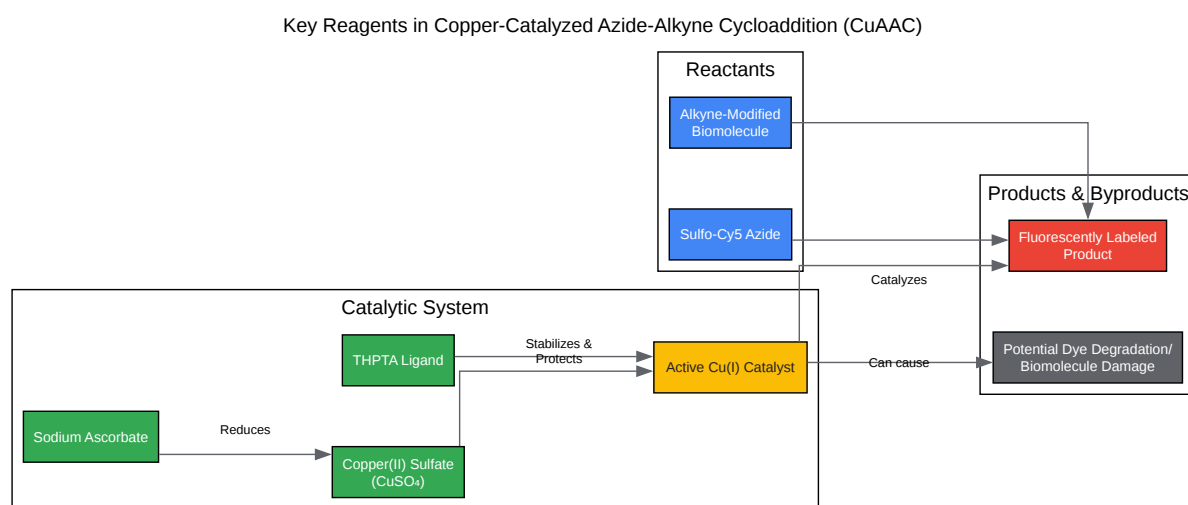 Key Reagents in Copper-Catalyzed Azide-Alkyne Cycloaddition (CuAAC)
Reactants
Alkyne-Modified
Biomolecule
Sulfo-Cy5 Azide
Products & Byproducts
Fluorescently Labeled
Product
Catalyzes
Potential Dye Degradation/
Biomolecule Damage
Catalytic System
THPTA Ligand
Stabilizes &
Protects
Active Cu(I) Catalyst
Can cause
Sodium Ascorbate
Reduces
Copper(II) Sulfate
(CuSO₄)